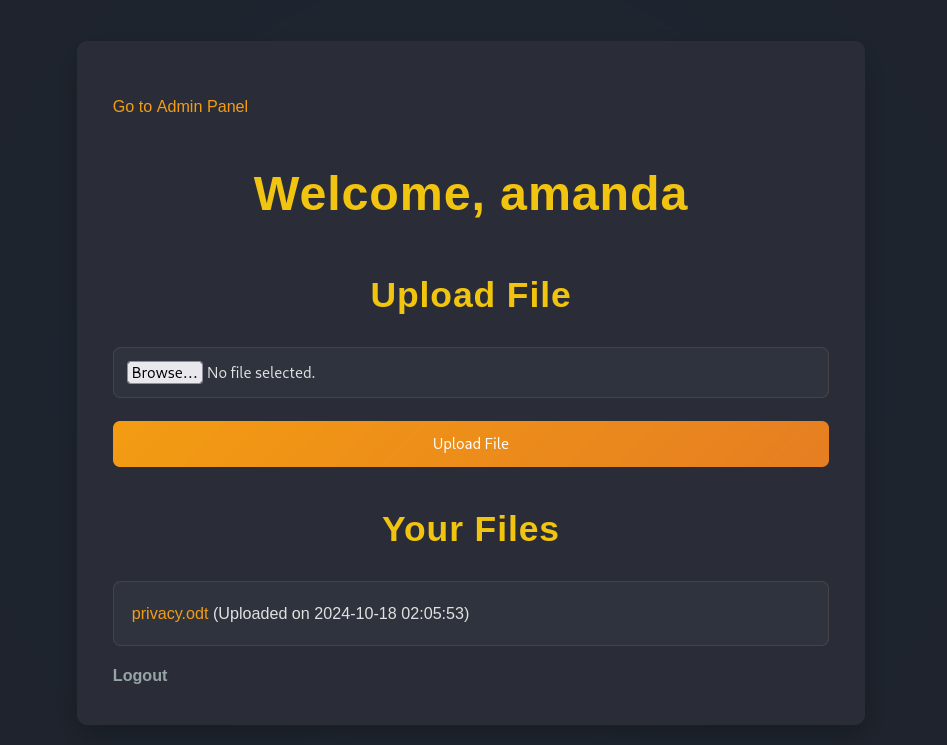 Go to Admin Panel
Welcome, amanda
Upload File
Browse... No file selected.
Upload File
Your Files
privacy.odt (Uploaded on 2024-10-18 02:05:53)
Logout